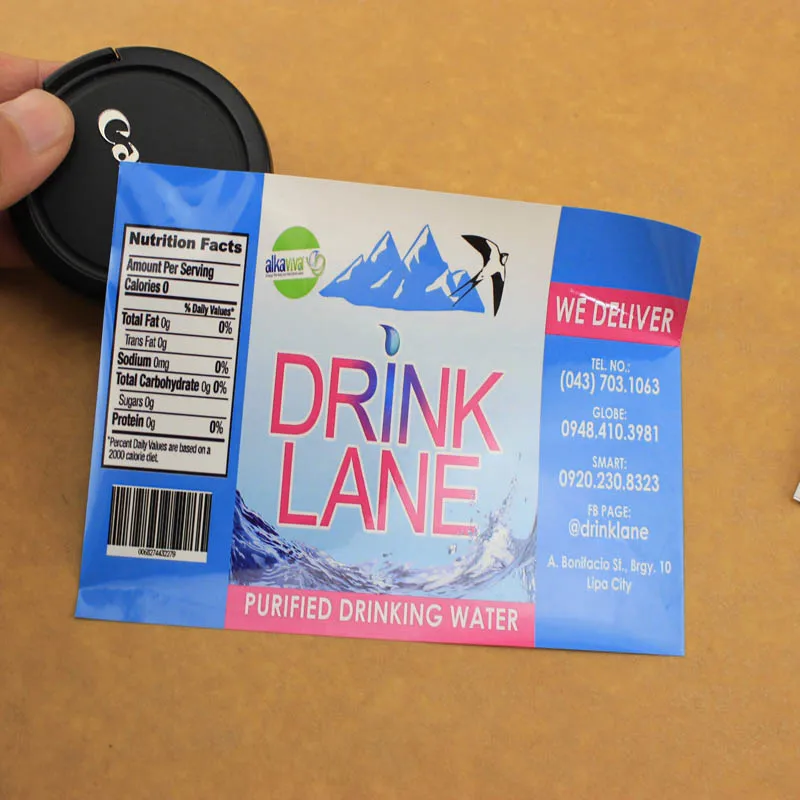 Nutrition Facts
Amount Per Serving
Calories 0
% Daily Values*
Total Fat 0g 0%
Trans Fat 0g
Sodium 0mg 0%
Total Carbohydrate 0g 0%
Sugars 0g
Protein 0g 0%
*Percent Daily Values are based on a
2000 calorie diet.
0068274432279
alkaviva
DRINK
LANE
PURIFIED DRINKING WATER
WE DELIVER
TEL. NO.:
(043) 703.1063
GLOBE:
0948.410.3981
SMART:
0920.230.8323
FB PAGE:
@drinklane
A. Bonifacio St., Brgy. 10
Lipa City